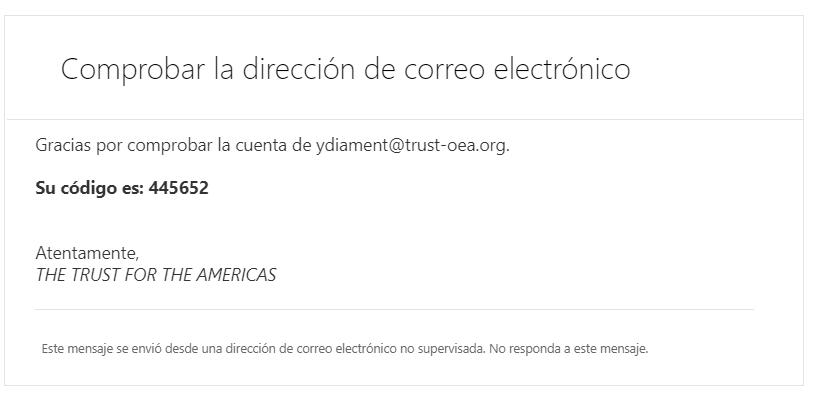 Comprobar la dirección de correo electrónico
Gracias por comprobar la cuenta de ydiament@trust-oea.org.
Su código es: 445652
Atentamente,
THE TRUST FOR THE AMERICAS
Este mensaje se envió desde una dirección de correo electrónico no supervisada. No responda a este mensaje.